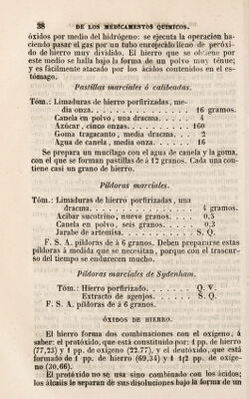 38 DE LOS MEDICAMENTOS QUIMICOS.
óxidos por medio del hidrógeno: se ejecuta la operacion ha-
ciendo pasar el gas por un tubo enrojecido lleno de peróxi-
do de hierro muy dividido. El hierro que se obtiene por
este medio se halla bajo la forma de un polvo muy ténue;
y es fácilmente atacado por los ácidos contenidos en el es-
tómago.
Pastillas marciales ó calibeadas.
Tóm.: Limaduras de hierro porfirizadas, me-
dia onza. 16 gramos.
Canela en polvo, una dracma. 4
Azúcar, cinco onzas. 160
Goma tragacanto, media dracma. 2
Agua de canela, media onza. 16
Se prepara un mucílago con el agua de canela y la goma,
con el que se forman pastillas de á 12 granos. Cada una con-
tiene casi un grano de hierro.
Píldoras marciales.
Tóm.: Limaduras de hierro porfirizadas, una
dracma. 4 gramos.
Acíbar sucotrino, nueve granos. 0,5
Canela en polvo, seis granos. 0,3
Jarabe de artemisa. S. Q.
F. S. A. píldoras de á 6 granos. Deben prepararse estas
píldoras á medida que se necesitan, porque con el trascur-
so del tiempo se endurecen mucho.
Píldoras marciales de Sydenham.
Tóm.: Hierro porfirizado. Q. V.
Extracto de agenjos. S. Q.
F. S. A. píldoras de á 6 granos.
ÓXIDOS DE HIERRO.
El hierro forma dos combinaciones con el oxígeno, á
saber: el protóxido, que está constituido por: 1 pp. de hierro
(77,23) y 1 pp. de oxígeno (22,77), y el deutóxido, que está
formado de 1 pp. de hierro (69,34) y 1 1/2 pp. de oxíge-
no (30,66).
El protóxido no se usa sino combinado con los ácidos;
los álcalis le separan de sus disoluciones bajo la forma de un